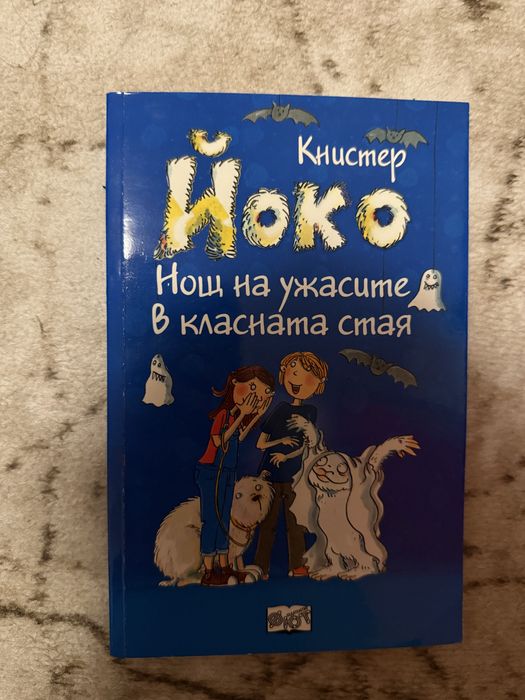 Книстер
Йоко
Нощ на ужасите
в класната стая